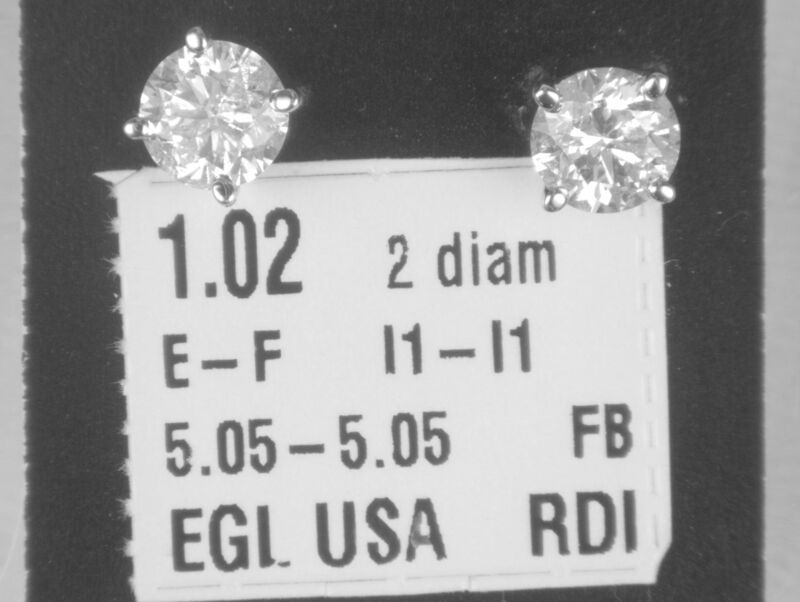 1.02 2 diam
E-F I1-I1
5.05-5.05 FB
EGL USA RDI